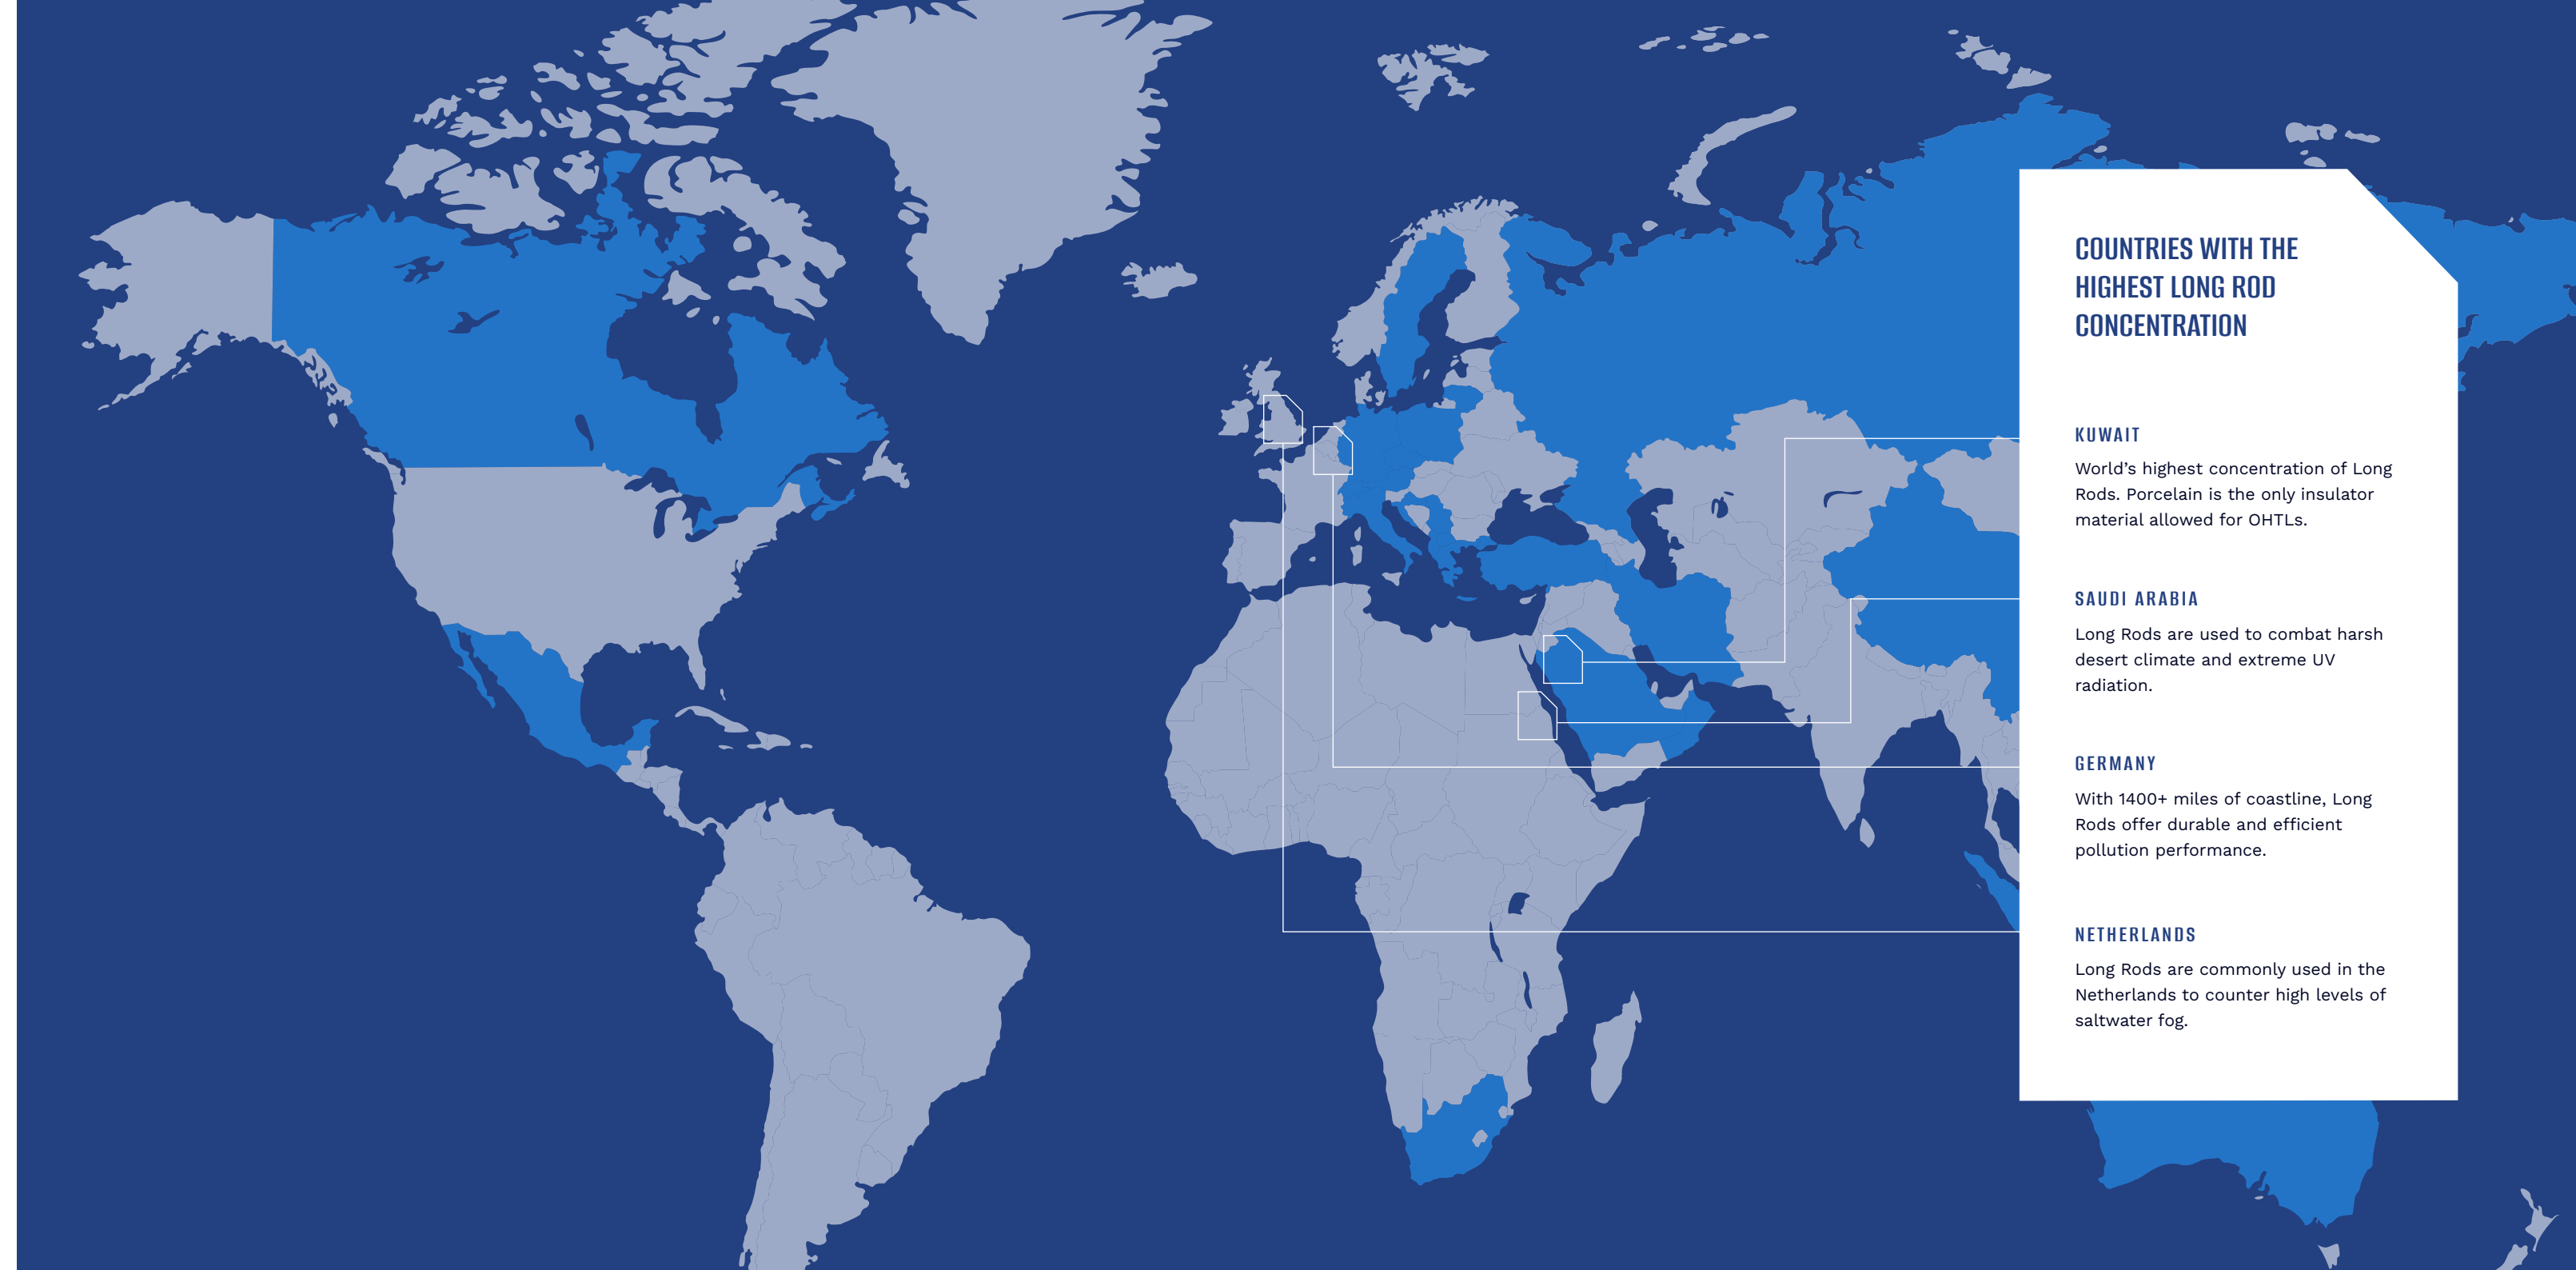 COUNTRIES WITH THE
HIGHEST LONG ROD
CONCENTRATION
KUWAIT
World’s highest concentration of Long
Rods. Porcelain is the only insulator
material allowed for OHTLs.
SAUDI ARABIA
Long Rods are used to combat harsh
desert climate and extreme UV
radiation.
GERMANY
With 1400+ miles of coastline, Long
Rods offer durable and efficient
pollution performance.
NETHERLANDS
Long Rods are commonly used in the
Netherlands to counter high levels of
saltwater fog.